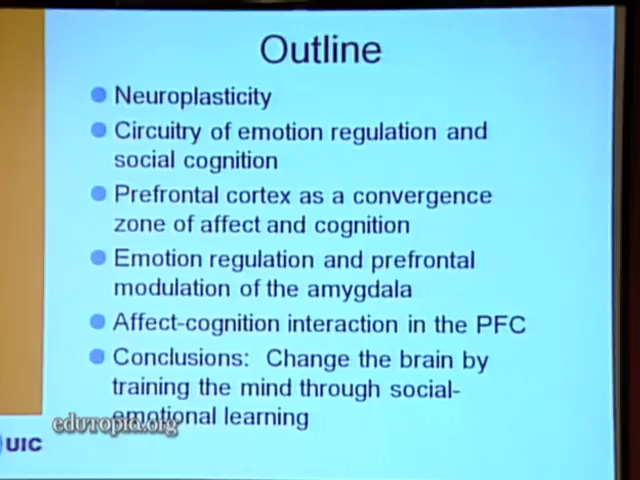 Outline
Neuroplasticity
Circuitry of emotion regulation and
social cognition
Prefrontal cortex as a convergence
zone of affect and cognition
Emotion regulation and prefrontal
modulation of the amygdala
Affect-cognition interaction in the PFC
Conclusions: Change the brain by
training the mind through social-
emotional learning
edutopia.org
UIC